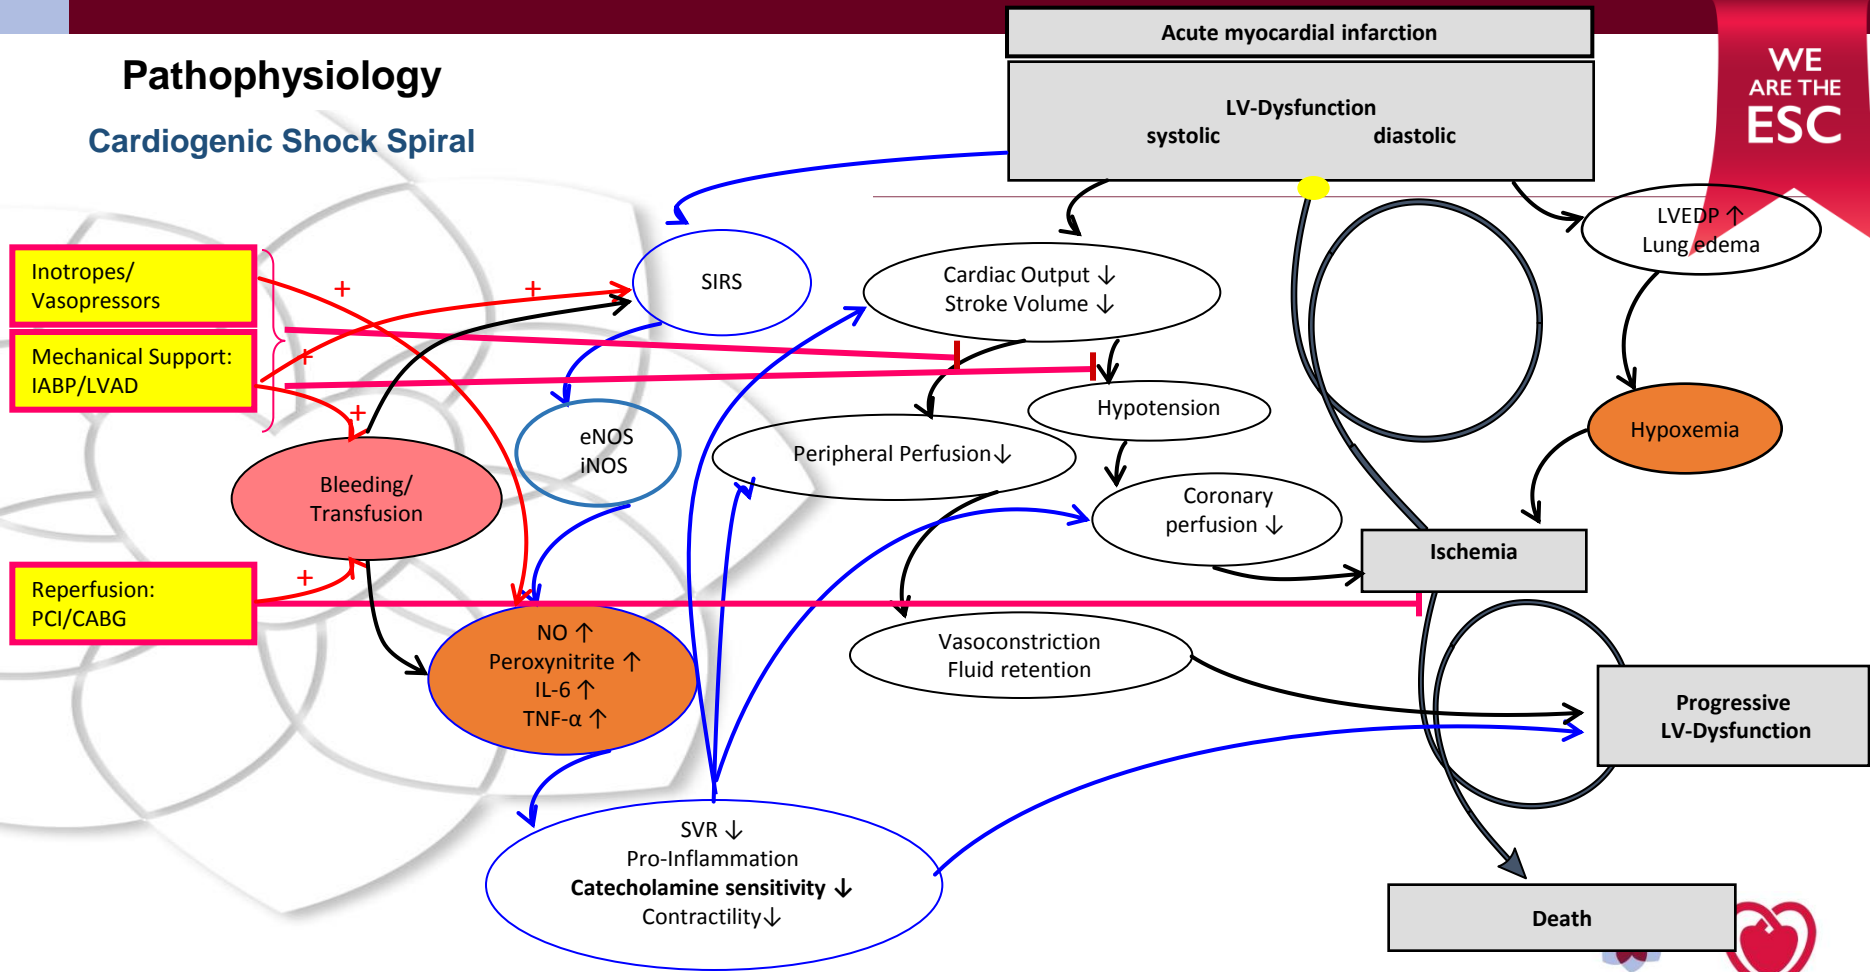 Pathophysiology
Cardiogenic Shock Spiral
Acute myocardial infarction
LV-Dysfunction
systolic diastolic
WE
ARE THE
ESC
LVEDP ↑
Lung edema
Inotropes/
Vasopressors
Mechanical Support:
IABP/LVAD
+
+
+
+
SIRS
Cardiac Output ↓
Stroke Volume ↓
Hypotension
Hypoxemia
eNOS
iNOS
Peripheral Perfusion↓
Bleeding/
Transfusion
Coronary
perfusion ↓
Ischemia
Reperfusion:
PCI/CABG
+
NO ↑
Peroxynitrite ↑
IL-6 ↑
TNF-α ↑
Vasoconstriction
Fluid retention
Progressive
LV-Dysfunction
SVR ↓
Pro-Inflammation
Catecholamine sensitivity ↓
Contractility↓
Death